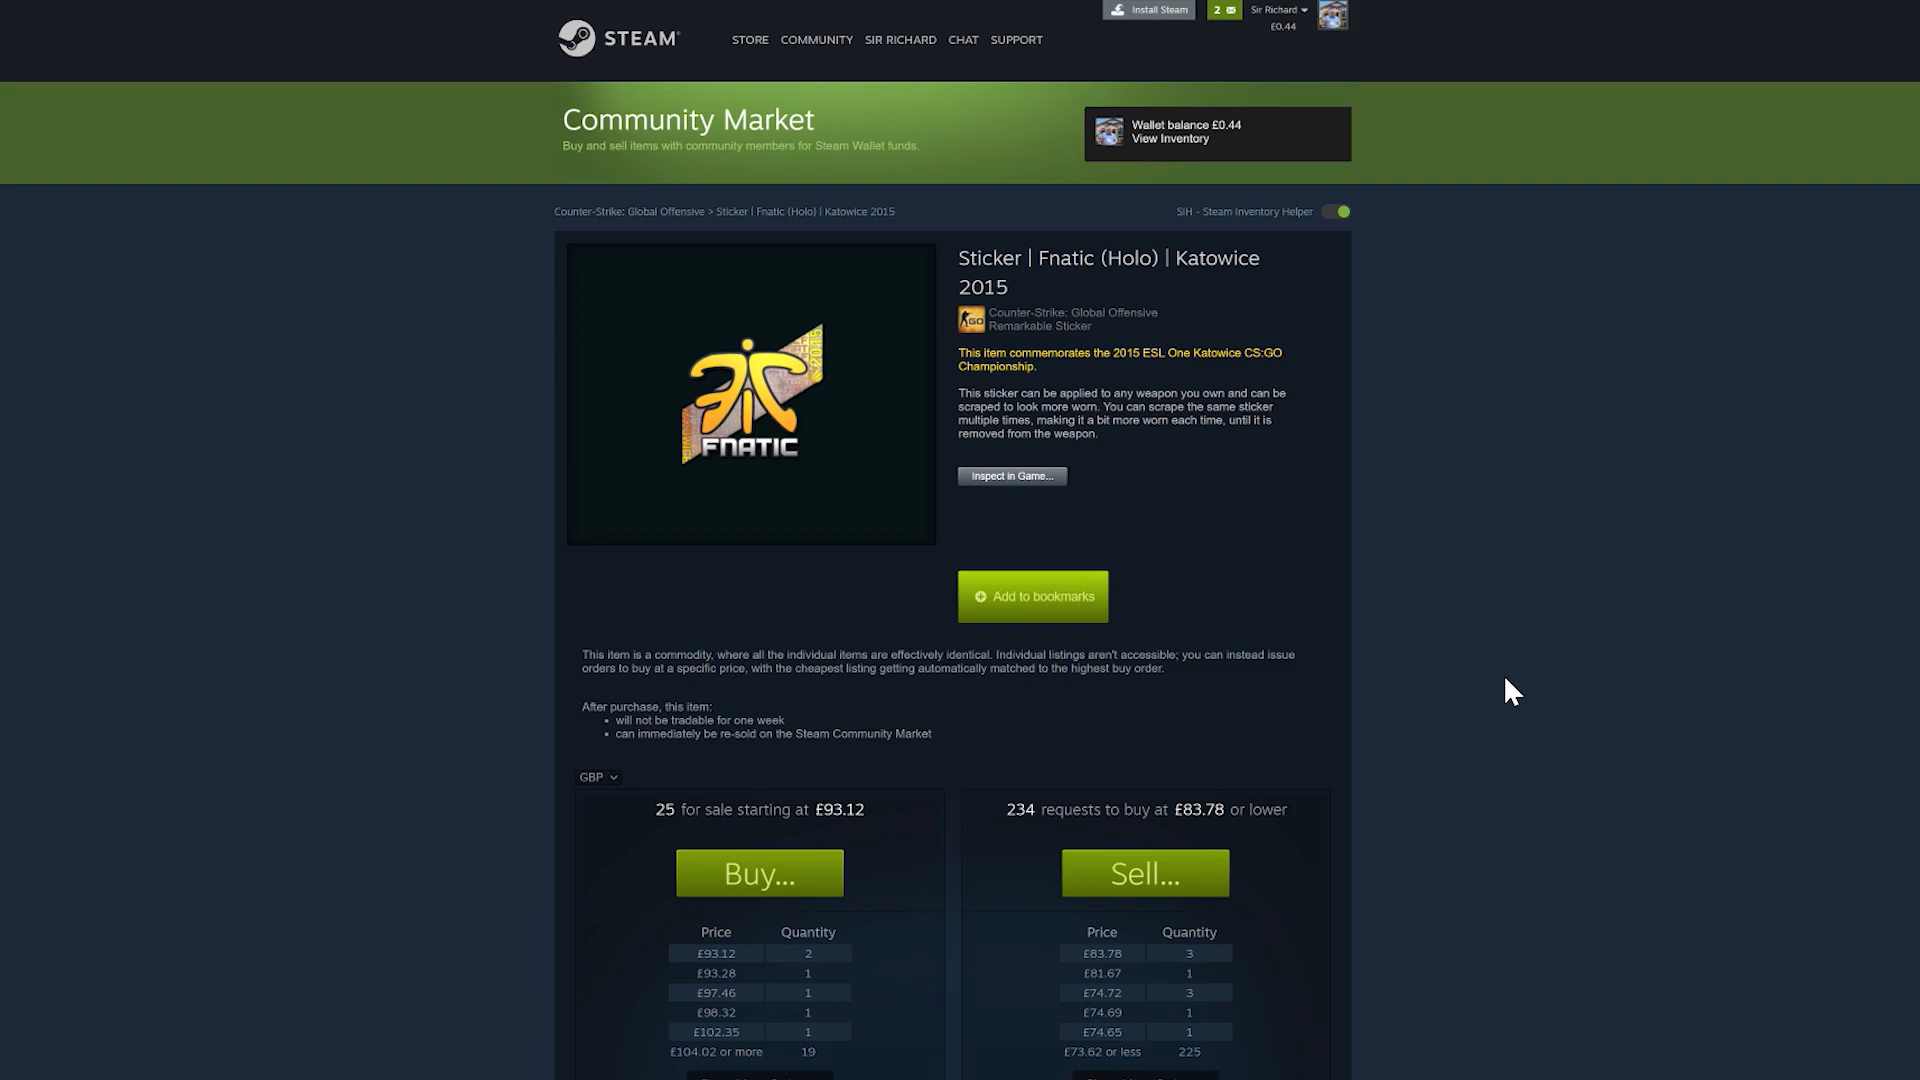 Install Steam
2
Sir Richard
£0.44
STEAM
STORE COMMUNITY SIR RICHARD CHAT SUPPORT
Community Market
Buy and sell items with community members for Steam Wallet funds.
Wallet balance £0.44
View Inventory
Counter-Strike: Global Offensive > Sticker | Fnatic (Holo) | Katowice 2015
SIH - Steam Inventory Helper
FNATIC
Sticker | Fnatic (Holo) | Katowice
2015
GO
Counter-Strike: Global Offensive
Remarkable Sticker
This item commemorates the 2015 ESL One Katowice CS:GO
Championship.
This sticker can be applied to any weapon you own and can be
scraped to look more worn. You can scrape the same sticker
multiple times, making it a bit more worn each time, until it is
removed from the weapon.
Inspect in Game...
Add to bookmarks
This item is a commodity, where all the individual items are effectively identical. Individual listings aren't accessible; you can instead issue
orders to buy at a specific price, with the cheapest listing getting automatically matched to the highest buy order.
After purchase, this item:
• will not be tradable for one week
• can immediately be re-sold on the Steam Community Market
GBP
25 for sale starting at £93.12
Buy...
Price Quantity
£93.12 2
£93.28 1
£97.46 1
£98.32 1
£102.35 1
£104.02 or more 19
234 requests to buy at £83.78 or lower
Sell...
Price Quantity
£83.78 3
£81.67 1
£74.72 3
£74.69 1
£74.65 1
£73.62 or less 225